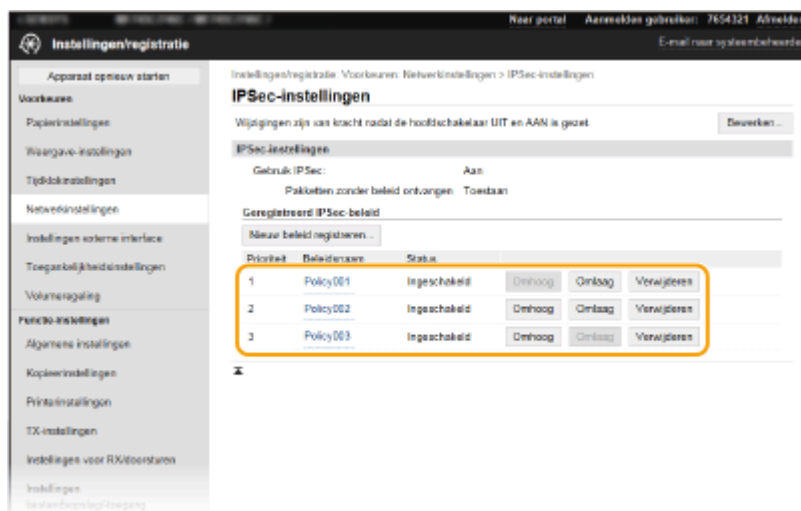 Naar portal Aanmelden gebruiker: 7654321 Afmelden
Instellingen/registratie
E-mail naar systeembeheerde
Apparaat opnieuw starten
Voorkeuren
Papierinstellingen
Weergave-instellingen
Tijdklokinstellingen
Netwerkinstellingen
Instellingen externe interface
Toegankelijkheidsinstellingen
Volumeregeling
Functie-instellingen
Algemene instellingen
Kopieerinstellingen
Printerinstellingen
TX-instellingen
Instellingen voor RX/doorsturen
Instellingen
Instellingen/registratie: Voorkeuren: Netwerkinstellingen > IPSec-instellingen
IPSec-instellingen
Wijzigingen zijn van kracht nadat de hoofdschakelaar UIT en AAN is gezet.
Bewerken...
IPSec-instellingen
Gebruik IPSec: Aan
Pakketten zonder beleid ontvangen Toestaan
Geregistreerd IPSec-beleid
Nieuw beleid registreren...
Prioriteit Beleidsnaam Status
1 Policy001 Ingeschakeld Omhoog Omlaag Verwijderen
2 Policy002 Ingeschakeld Omhoog Omlaag Verwijderen
3 Policy003 Ingeschakeld Omhoog Omlaag Verwijderen